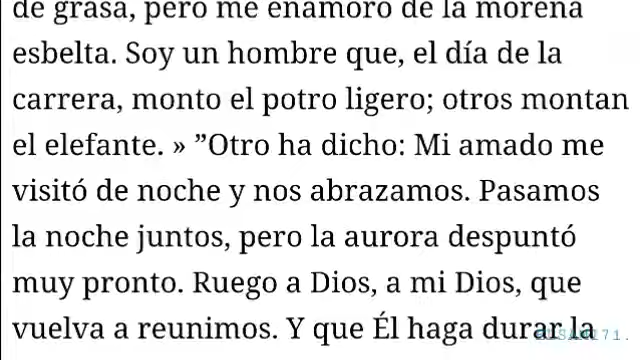 de grasa, pero me enamoro de la morena
esbelta. Soy un hombre que, el día de la
carrera, monto el potro ligero; otros montan
el elefante. » ”Otro ha dicho: Mi amado me
visitó de noche y nos abrazamos. Pasamos
la noche juntos, pero la aurora despuntó
muy pronto. Ruego a Dios, a mi Dios, que
vuelva a reunimos. Y que Él haga durar la